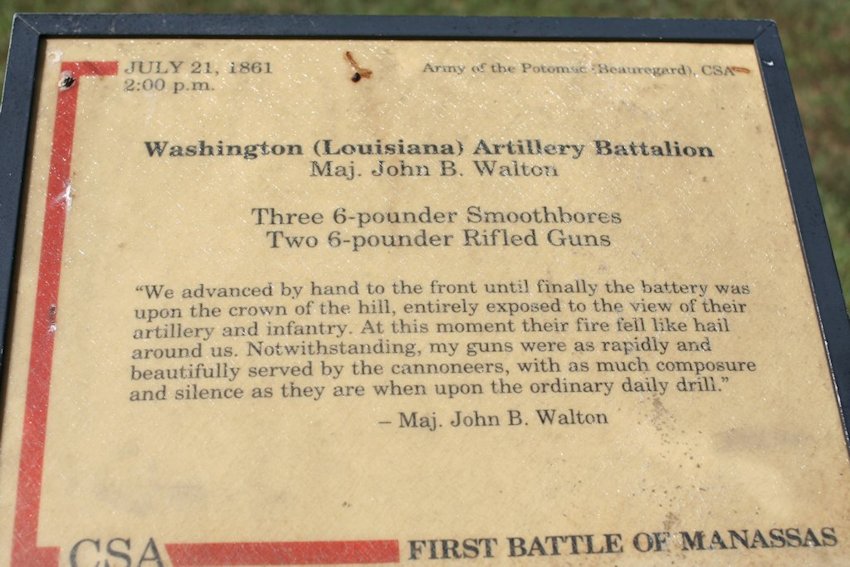 JULY 21, 1861
2:00 p.m.
Army of the Potomac (Beauregard), CSA
Washington (Louisiana) Artillery Battalion
Maj. John B. Walton
Three 6-pounder Smoothbores
Two 6-pounder Rifled Guns
“We advanced by hand to the front until finally the battery was
upon the crown of the hill, entirely exposed to the view of their
artillery and infantry. At this moment their fire fell like hail
around us. Notwithstanding, my guns were as rapidly and
beautifully served by the cannoneers, with as much composure
and silence as they are when upon the ordinary daily drill.”
– Maj. John B. Walton
CSA
FIRST BATTLE OF MANASSAS